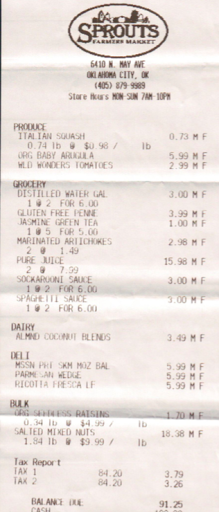 SPROUTS
FARMERS MARKET
6410 N. MAY AVE
OKLAHOMA CITY, OK
(405) 879-9989
Store Hours MON-SUN 7AM-10PM
PRODUCE
ITALIAN SQUASH 0.73 M F
0.74 lb @ $0.98 / lb
ORG BABY ARUGULA 5.99 M F
WLD WONDERS TOMATOES 2.99 M F
GROCERY
DISTILLED WATER GAL 3.00 M F
1 @ 2 FOR 6.00
GLUTEN FREE PENNE 3.99 M F
JASMINE GREEN TEA 1.00 M F
1 @ 5 FOR 5.00
MARINATED ARTICHOKES 2.98 M F
2 @ 1.49
PURE JUICE 15.98 M F
2 @ 7.99
SOCKAROONI SAUCE 3.00 M F
1 @ 2 FOR 6.00
SPAGHETTI SAUCE 3.00 M F
1 @ 2 FOR 6.00
DAIRY
ALMND COCONUT BLENDS 3.49 M F
DELI
MSSN PRT SKM MOZ BAL 5.99 M F
PARMESAN WEDGE 5.99 M F
RICOTTA FRESCA LF 5.99 M F
BULK
ORG SEEDLESS RAISINS 1.70 M F
0.34 lb @ $4.99 / lb
SALTED MIXED NUTS 18.38 M F
1.84 lb @ $9.99 / lb
Tax Report
TAX 1 84.20 3.79
TAX 2 84.20 3.26
BALANCE DUE 91.25
CASH